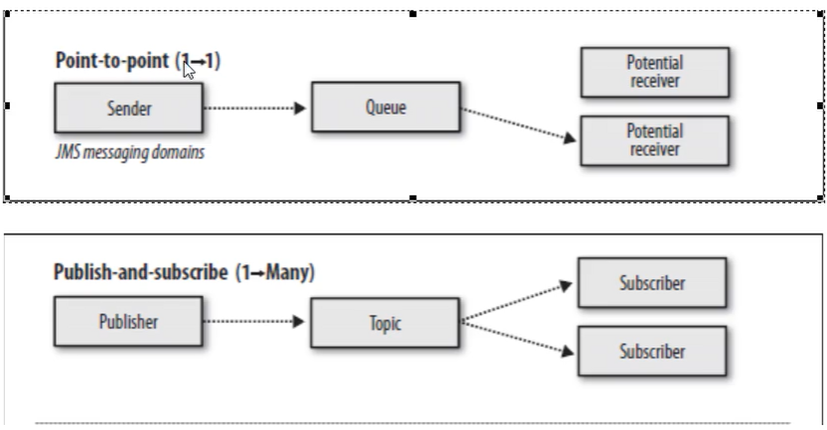 Point-to-point (1→1)
Sender
Queue
Potential
receiver
Potential
receiver
JMS messaging domains
Publish-and-subscribe (1→Many)
Publisher
Topic
Subscriber
Subscriber